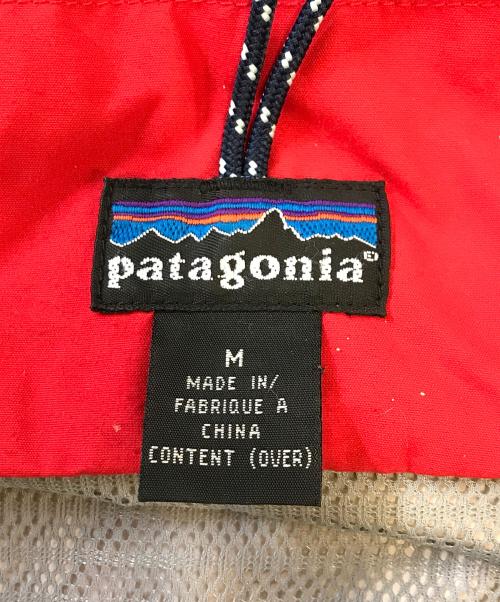 patagonia®
M
MADE IN/
FABRIQUE A
CHINA
CONTENT (OVER)